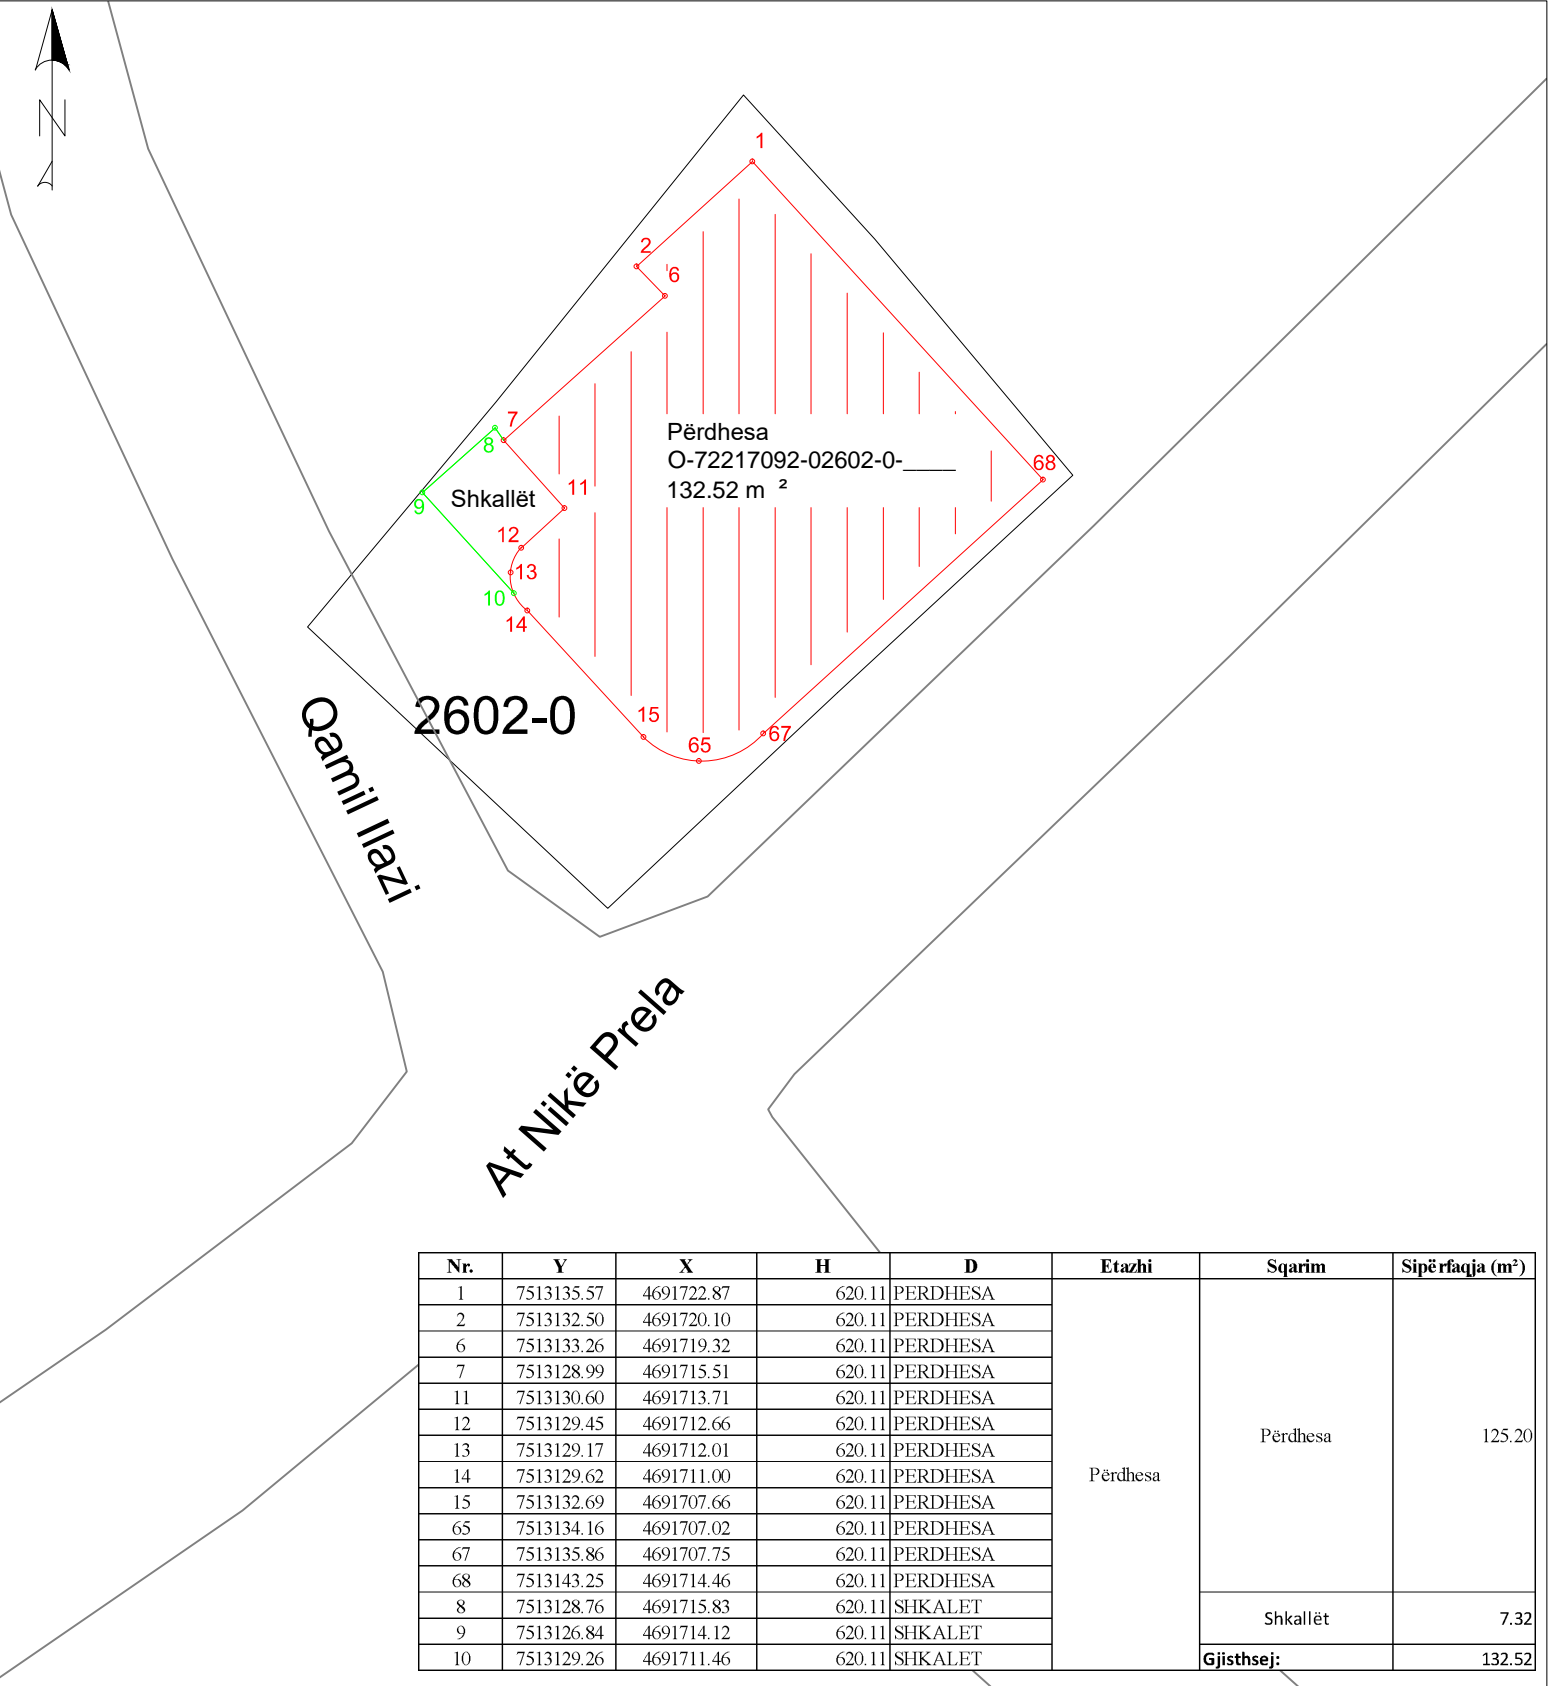 N
1
2
6
7
8
Përdhesa
O-72217092-02602-0-____
132.52 m ²
68
11
9
Shkallët
12
13
10
14
2602-0
15
65
67
Qamil Ilazi
At Nikë Prela
Nr. Y X H D Etazhi Sqarim Sipërfaqja (m²)
1 7513135.57 4691722.87 620.11 PERDHESA
2 7513132.50 4691720.10 620.11 PERDHESA
6 7513133.26 4691719.32 620.11 PERDHESA
7 7513128.99 4691715.51 620.11 PERDHESA
11 7513130.60 4691713.71 620.11 PERDHESA
12 7513129.45 4691712.66 620.11 PERDHESA
13 7513129.17 4691712.01 620.11 PERDHESA
Përdhesa 125.20
14 7513129.62 4691711.00 620.11 PERDHESA Përdhesa
15 7513132.69 4691707.66 620.11 PERDHESA
65 7513134.16 4691707.02 620.11 PERDHESA
67 7513135.86 4691707.75 620.11 PERDHESA
68 7513143.25 4691714.46 620.11 PERDHESA
8 7513128.76 4691715.83 620.11 SHKALET
Shkallët 7.32
9 7513126.84 4691714.12 620.11 SHKALET
10 7513129.26 4691711.46 620.11 SHKALET Gjisthsej: 132.52